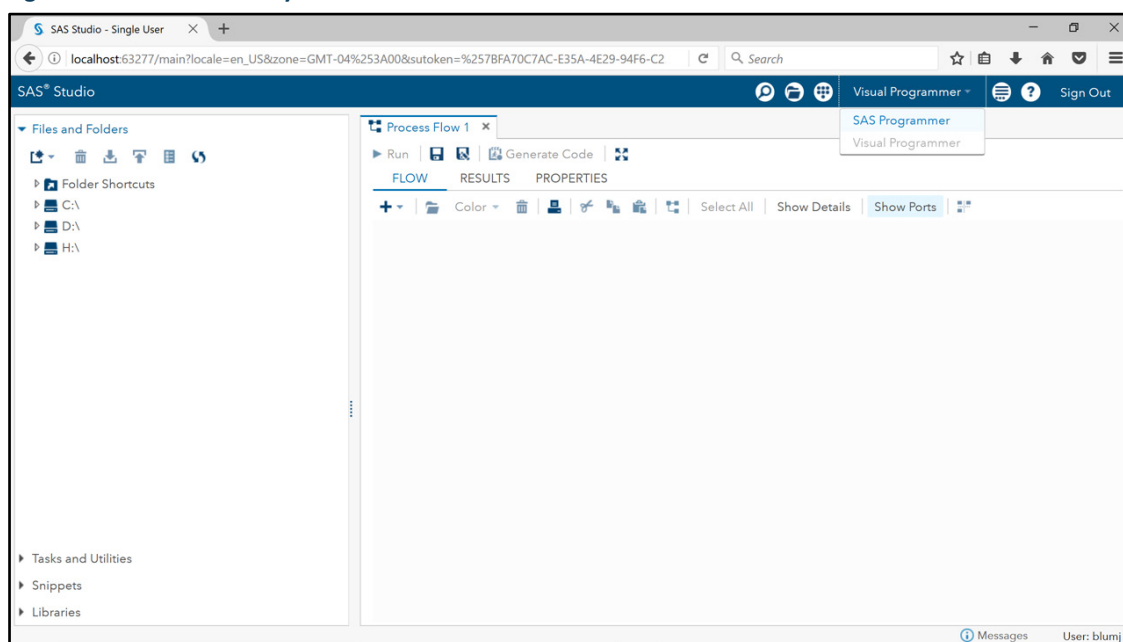 SAS Studio - Single User
localhost:63277/main?locale=en_US&zone=GMT-04%253A00&sutoken=%257BFA70C7AC-E35A-4E29-94F6-C2
Search
SAS® Studio
Visual Programmer
Sign Out
SAS Programmer
Visual Programmer
Files and Folders
Folder Shortcuts
C:\
D:\
H:\
Process Flow 1
Run
Generate Code
FLOW RESULTS PROPERTIES
Color
Select All
Show Details
Show Ports
Tasks and Utilities
Snippets
Libraries
Messages
User: blumj